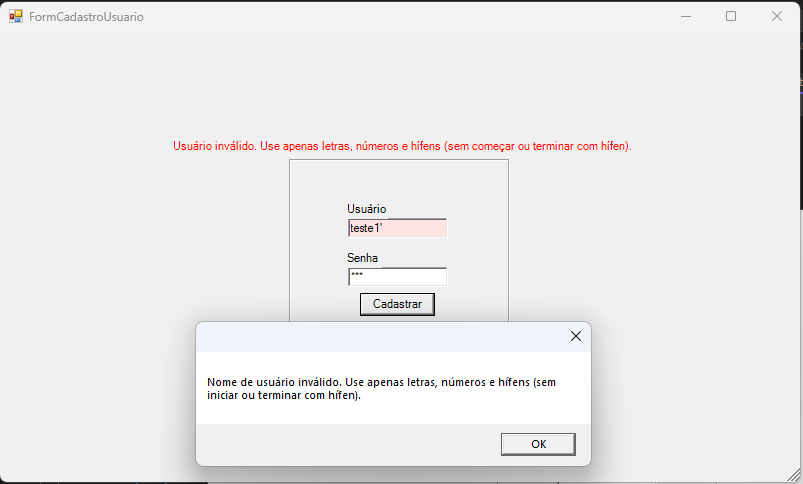 FormCadastroUsuario
Usuário inválido. Use apenas letras, números e hífens (sem começar ou terminar com hífen).
Usuário
teste1'
Senha
***
Cadastrar
Nome de usuário inválido. Use apenas letras, números e hífens (sem
iniciar ou terminar com hífen).
OK